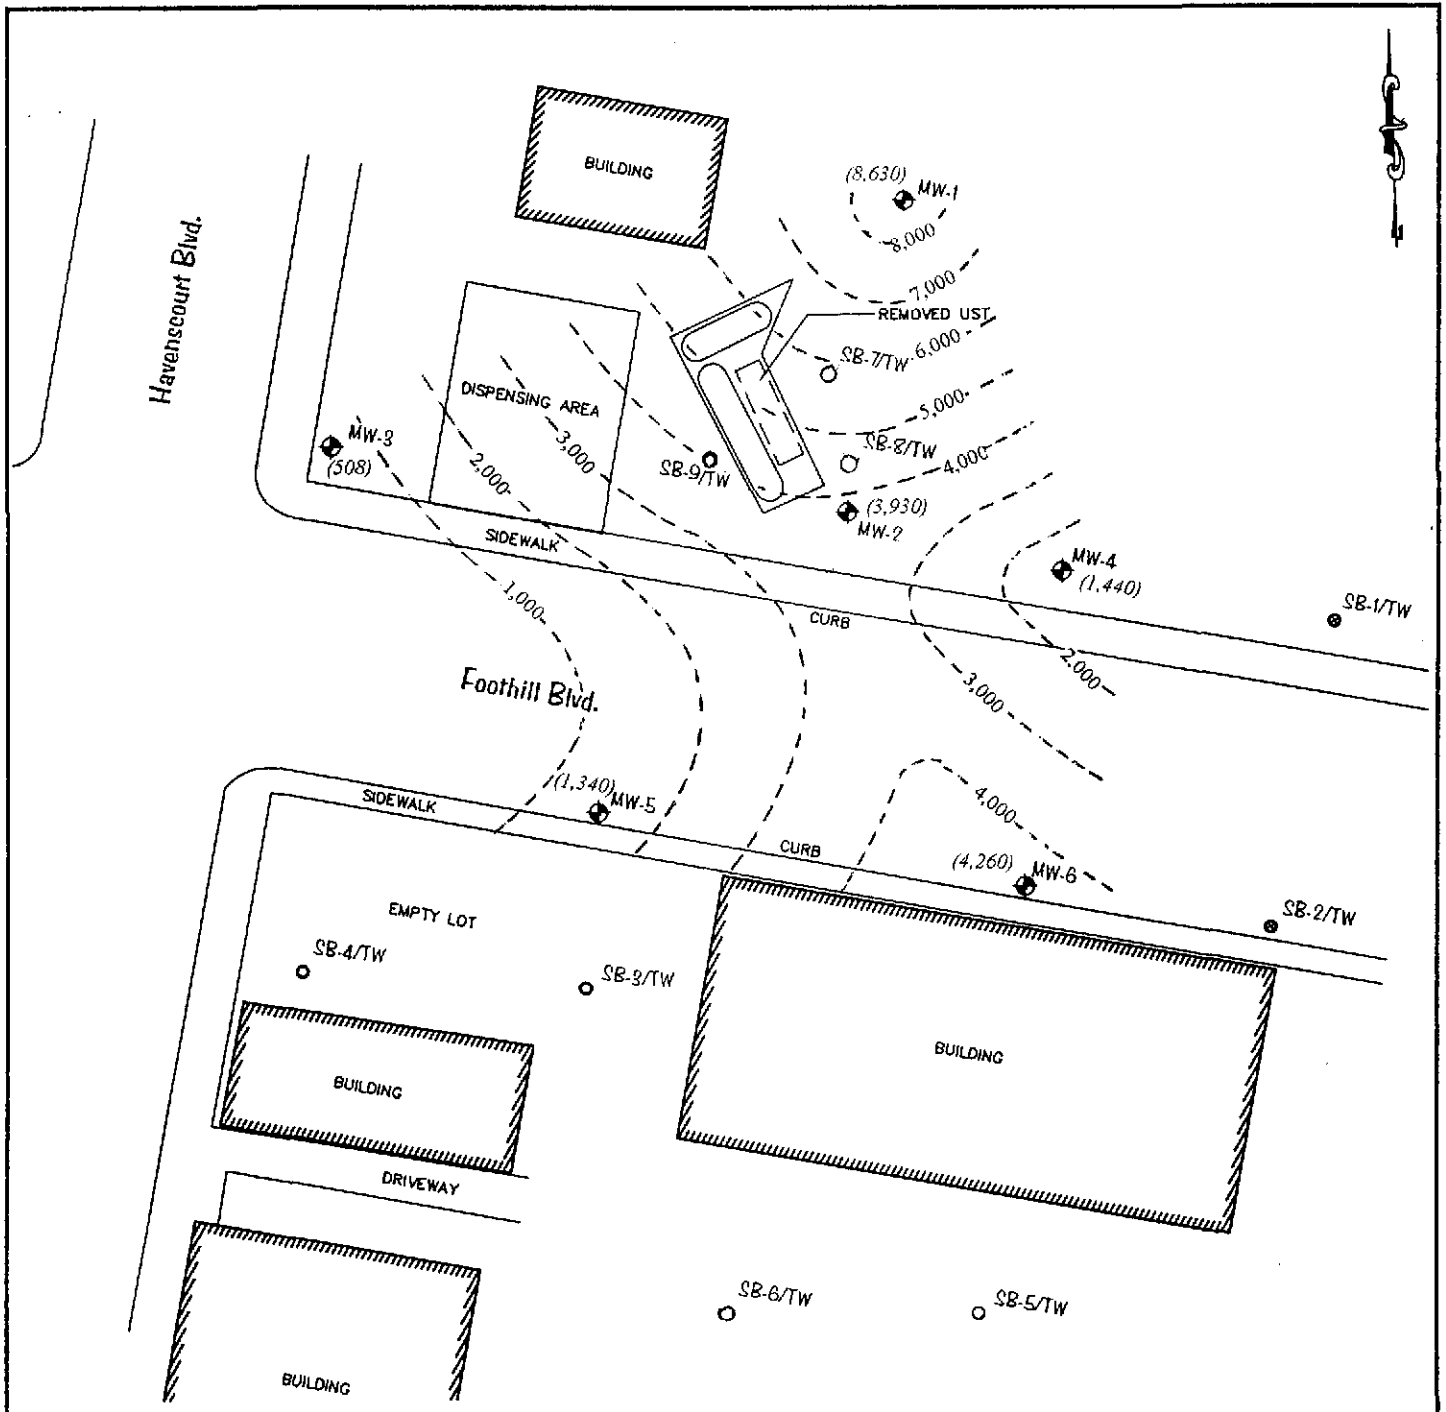 BUILDING
(8,630)
MW-1
8,000
Havenscourt Blvd.
7,000
REMOVED UST
6,000
SB-7/TW
DISPENSING AREA
5,000
MW-3
(508)
3,000
SB-8/TW
4,000
2,000
SB-9/TW
(3,930)
MW-2
SIDEWALK
MW-4
(1,440)
1,000
CURB
SB-1/TW
2,000
Foothill Blvd.
3,000
(1,340)
MW-5
SIDEWALK
4,000
CURB
(4,260)
MW-6
EMPTY LOT
SB-2/TW
SB-4/TW
SB-3/TW
BUILDING
BUILDING
DRIVEWAY
SB-6/TW
SB-5/TW
BUILDING